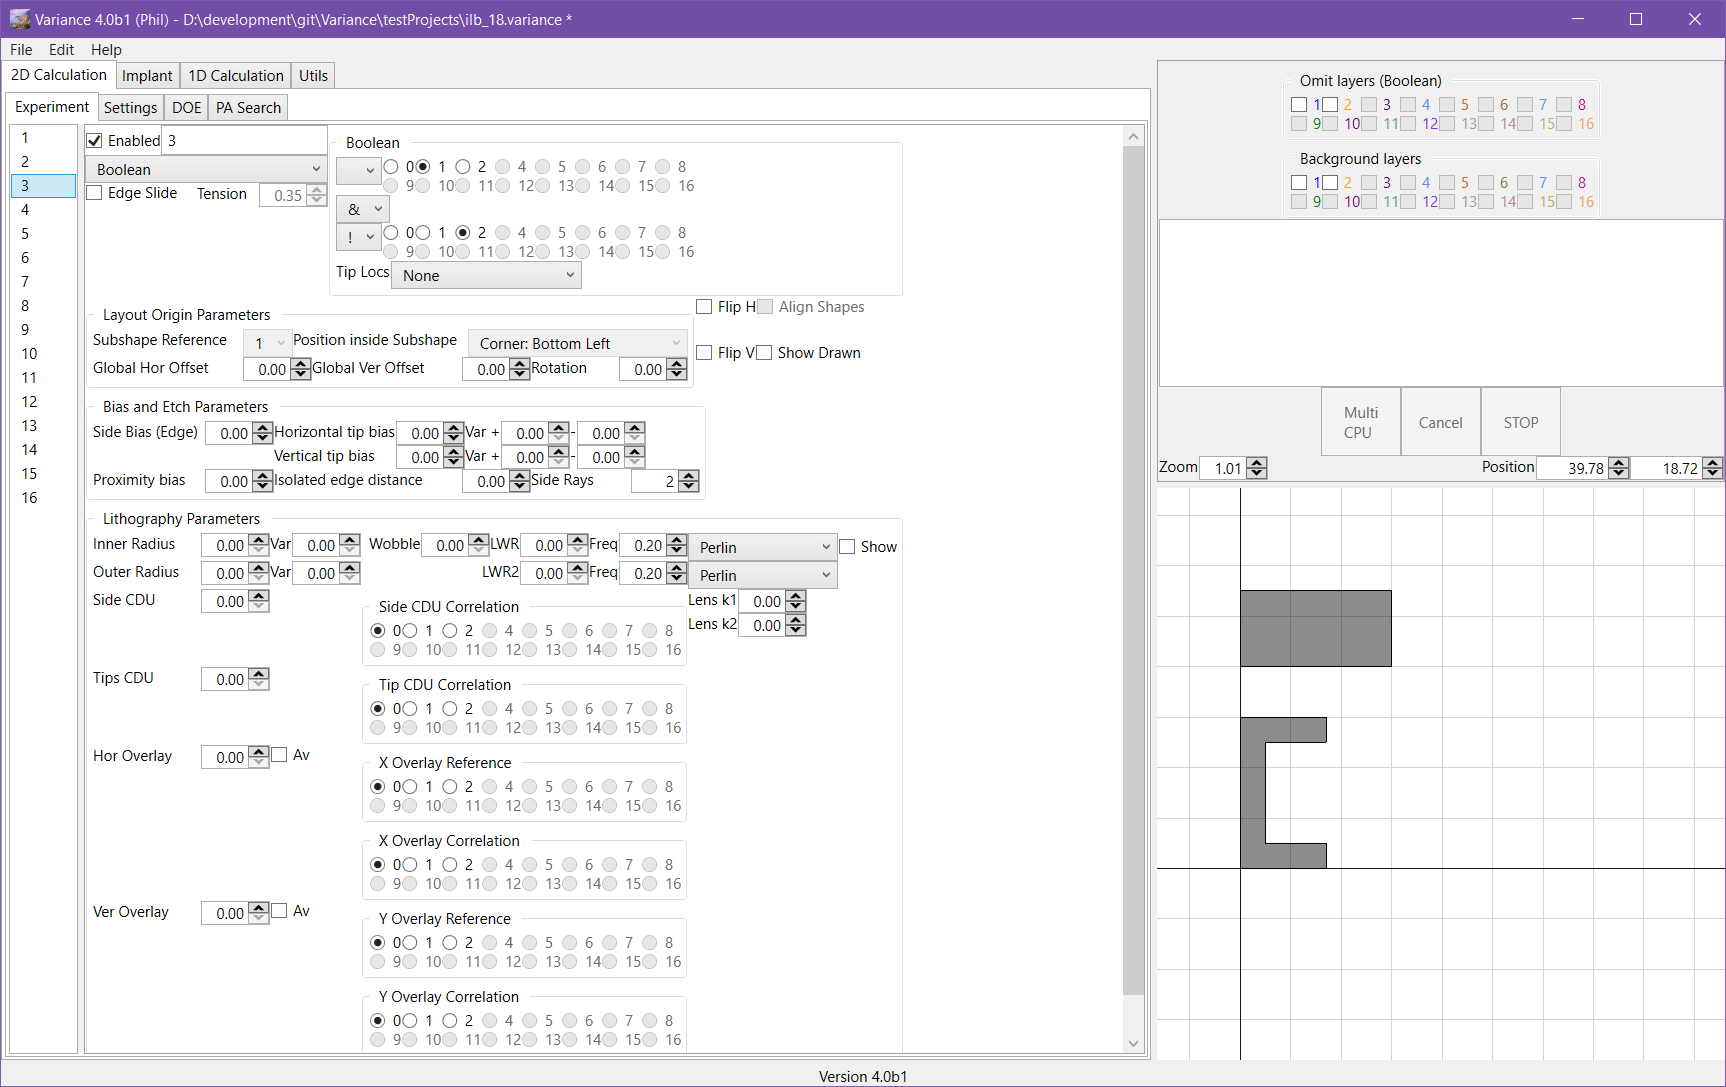 Variance 4.0b1 (Phil) - D:\development\git\Variance\testProjects\ilb_18.variance *
File Edit Help
2D Calculation Implant 1D Calculation Utils
Experiment Settings DOE PA Search
1
2
3
4
5
6
7
8
9
10
11
12
13
14
15
16
Enabled 3
Boolean
Edge Slide Tension 0.35
Boolean
0 1 2 4 5 6 7 8
9 10 11 12 13 14 15 16
&
! 0 1 2 4 5 6 7 8
9 10 11 12 13 14 15 16
Tip Locs None
Layout Origin Parameters
Subshape Reference 1 Position inside Subshape Corner: Bottom Left
Global Hor Offset 0.00 Global Ver Offset 0.00 Rotation 0.00
Flip H Align Shapes
Flip V Show Drawn
Bias and Etch Parameters
Side Bias (Edge) 0.00 Horizontal tip bias 0.00 Var + 0.00 - 0.00
Vertical tip bias 0.00 Var + 0.00 - 0.00
Proximity bias 0.00 Isolated edge distance 0.00 Side Rays 2
Lithography Parameters
Inner Radius 0.00 Var 0.00 Wobble 0.00 LWR 0.00 Freq 0.20 Perlin Show
Outer Radius 0.00 Var 0.00 LWR2 0.00 Freq 0.20 Perlin
Side CDU 0.00
Side CDU Correlation
0 1 2 4 5 6 7 8
9 10 11 12 13 14 15 16
Lens k1 0.00
Lens k2 0.00
Tips CDU 0.00
Tip CDU Correlation
0 1 2 4 5 6 7 8
9 10 11 12 13 14 15 16
Hor Overlay 0.00 Av
X Overlay Reference
0 1 2 4 5 6 7 8
9 10 11 12 13 14 15 16
X Overlay Correlation
0 1 2 4 5 6 7 8
9 10 11 12 13 14 15 16
Ver Overlay 0.00 Av
Y Overlay Reference
0 1 2 4 5 6 7 8
9 10 11 12 13 14 15 16
Y Overlay Correlation
0 1 2 4 5 6 7 8
9 10 11 12 13 14 15 16
Omit layers (Boolean)
1 2 3 4 5 6 7 8
9 10 11 12 13 14 15 16
Background layers
1 2 3 4 5 6 7 8
9 10 11 12 13 14 15 16
Multi CPU
Cancel
STOP
Zoom 1.01 Position 39.78 18.72
Version 4.0b1